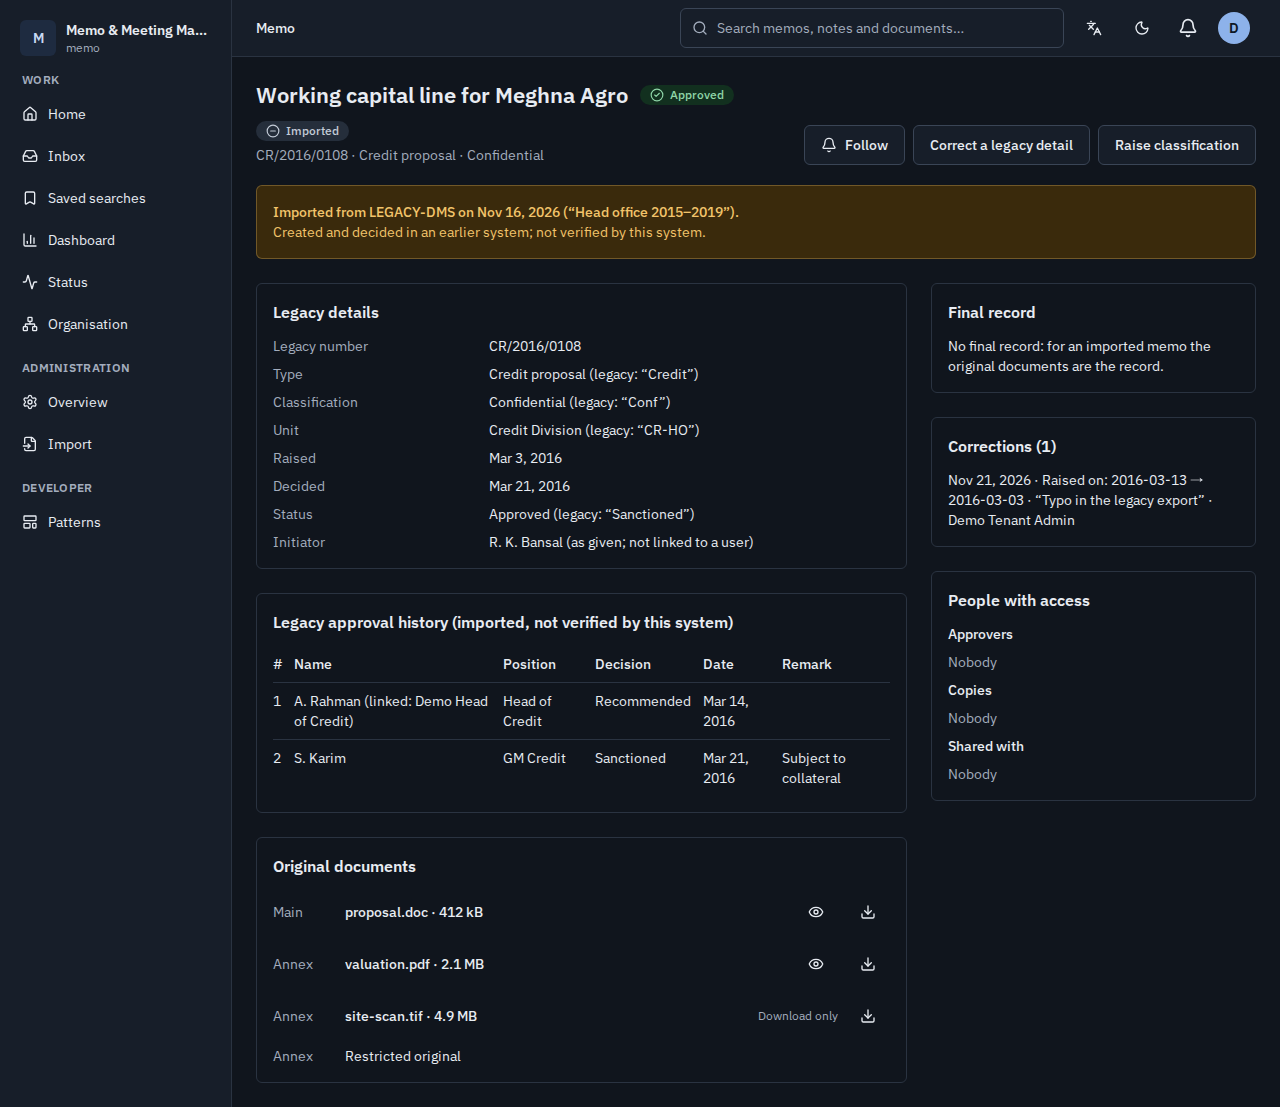 M
Memo & Meeting Ma...
memo
WORK
Home
Inbox
Saved searches
Dashboard
Status
Organisation
ADMINISTRATION
Overview
Import
DEVELOPER
Patterns
Memo
Search memos, notes and documents...
D
Working capital line for Meghna Agro
Approved
Imported
CR/2016/0108 · Credit proposal · Confidential
Follow
Correct a legacy detail
Raise classification
Imported from LEGACY-DMS on Nov 16, 2026 (“Head office 2015–2019”).
Created and decided in an earlier system; not verified by this system.
Legacy details
Legacy number CR/2016/0108
Type Credit proposal (legacy: “Credit”)
Classification Confidential (legacy: “Conf”)
Unit Credit Division (legacy: “CR-HO”)
Raised Mar 3, 2016
Decided Mar 21, 2016
Status Approved (legacy: “Sanctioned”)
Initiator R. K. Bansal (as given; not linked to a user)
Legacy approval history (imported, not verified by this system)
# Name Position Decision Date Remark
1 A. Rahman (linked: Demo Head of Credit) Head of Credit Recommended Mar 14, 2016
2 S. Karim GM Credit Sanctioned Mar 21, 2016 Subject to collateral
Original documents
Main proposal.doc · 412 kB
Annex valuation.pdf · 2.1 MB
Annex site-scan.tif · 4.9 MB Download only
Annex Restricted original
Final record
No final record: for an imported memo the
original documents are the record.
Corrections (1)
Nov 21, 2026 · Raised on: 2016-03-13 →
2016-03-03 · “Typo in the legacy export” ·
Demo Tenant Admin
People with access
Approvers
Nobody
Copies
Nobody
Shared with
Nobody